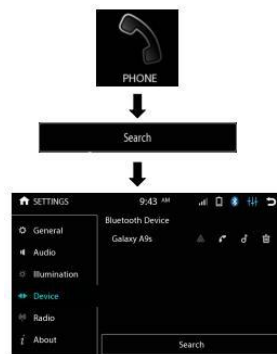 PHONE
Search
SETTINGS 9:43 AM
Bluetooth Device
General
Galaxy A9s
Audio
Illumination
Device
Radio
About
Search